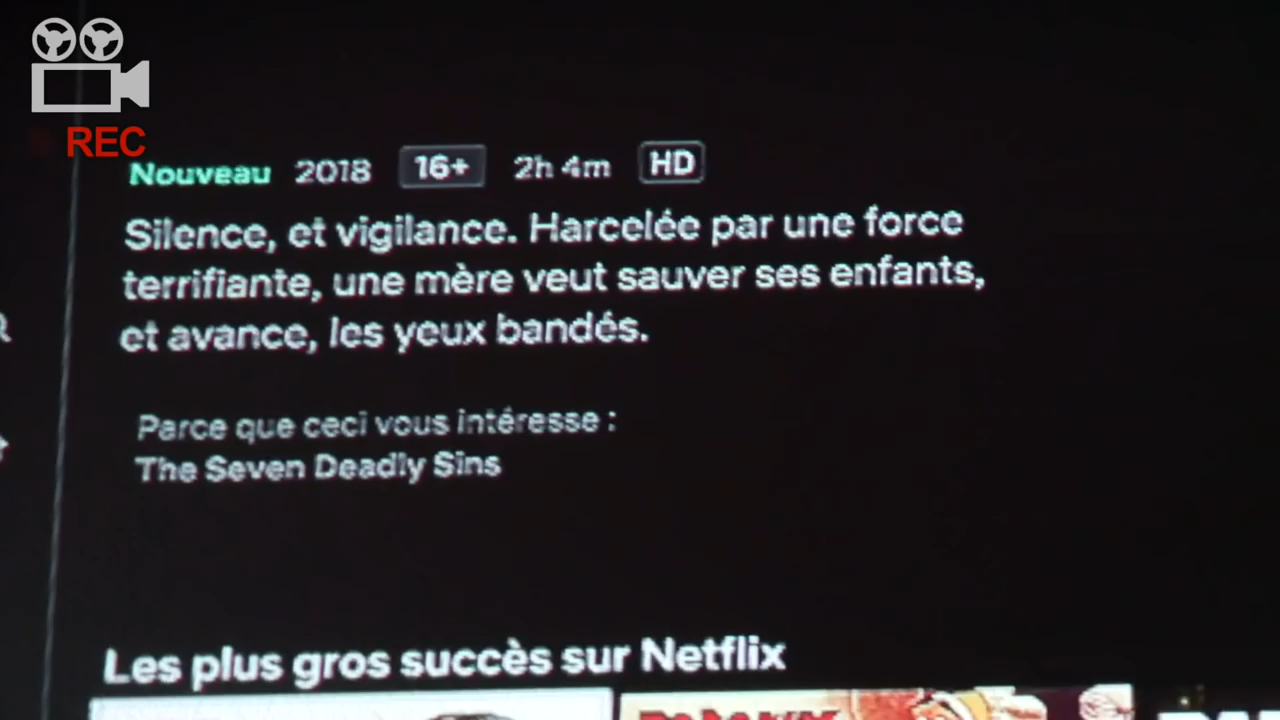 REC
Nouveau 2018 16+ 2h 4m HD
Silence, et vigilance. Harcelée par une force
terrifiante, une mère veut sauver ses enfants,
et avance, les yeux bandés.
Parce que ceci vous intéresse :
The Seven Deadly Sins
Les plus gros succès sur Netflix